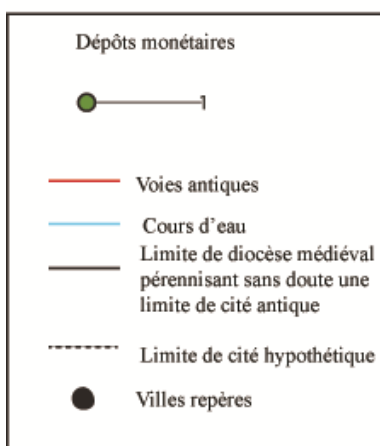 Dépôts monétaires
1
Voies antiques
Cours d'eau
Limite de diocèse médiéval
pérennisant sans doute une
limite de cité antique
Limite de cité hypothétique
Villes repères